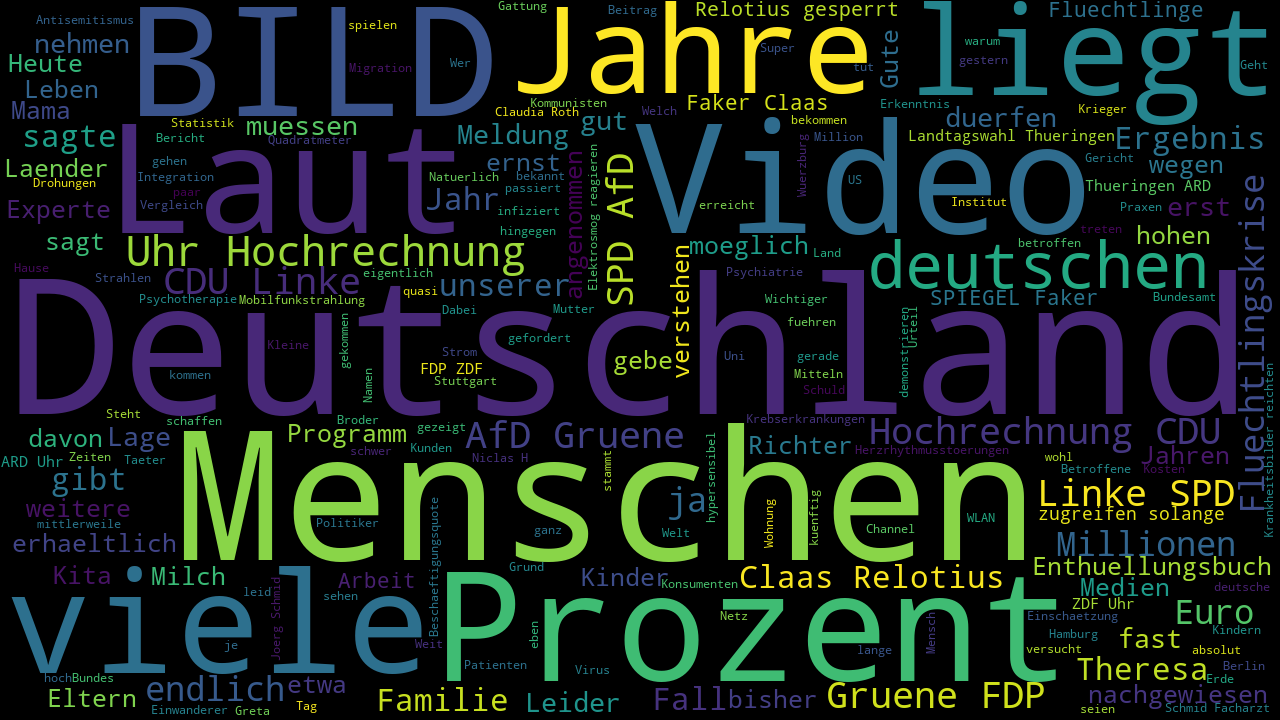 Antisemitismus
Gattung
Beitrag
Relotius gesperrt
Fluechtlinge
BILD
Jahre
liegt
spielen
nehmen
Heute
Migration
Wer
Super
tut
Gute
warum
gestern
Geht
Leben
Mama
Kommunisten
Claudia Roth
Welch
Faker Claas
bekommen
Erkenntnis
duerfen
Krieger
Statistik
muessen
sagte
Bericht
Quadratmeter
Meldung
gut
Million
Landtagswahl Thueringen
Ergebnis
Laut
Video
Laender
Drohungen
gehen
Integration
paar
Vergleich
ernst
Natuerlich
bekannt
passiert
Jahr
infiziert
hingegen
angenommen
Elektrosmog reagieren
SPD AfD
erreicht
Wuerzburg
US
Institut
Gericht
wegen
Thueringen ARD
Praxen
erst
treten
Experte
sagt
Uhr Hochrechnung
moeglich
Land
betroffen
hohen
deutschen
Hause
Strahlen
CDU Linke
eigentlich
unserer
verstehen
Psychiatrie
Psychotherapie
Mobilfunkstrahlung
quasi
Dabei
Mutter
Wichtiger
SPIEGEL Faker
Bundesamt
Fluechtlingskrise
Deutschland
gekommen
Kleine
Strom
gefordert
fuehren
Urteil
demonstrieren
kommen
Namen
FDP ZDF
Stuttgart
gebe
Uni
gerade
Mitteln
Schuld
Steht
schaffen
Broder
gezeigt
Krebserkrankungen
Krankheitsbilder reichten
davon
Lage
Programm
AfD Gruene
Richter
Hochrechnung CDU
ARD Uhr
Zeiten
Taeter
schwer
Kunden
Niclas H
Herzrhythmusstoerungen
wohl
Jahren
Betroffene
Kosten
gibt
Menschen
stammt
hypersensibel
ja
Wohnung
kuenftig
Linke SPD
weitere
mittlerweile
Politiker
Beschaeftigungsquote
ganz
Welt
Channel
WLAN
zugreifen solange
erhaeltlich
Grund
Millionen
Kita
Milch
Arbeit
Kinder
Konsumenten
Claas Relotius
Enthuellungsbuch
viele
leid
sehen
Joerg Schmid
Prozent
Medien
deutsche
ZDF Uhr
Euro
je
Weit
eben
Netz
Mensch
Einschaetzung
Hamburg
Kindern
fast
lange
versucht
absolut
hoch
Bundes
Patienten
Virus
Theresa
Berlin
Erde
Eltern
endlich
etwa
Familie
Leider
Fall
bisher
Gruene FDP
nachgewiesen
Einwanderer
Greta
Tag
seien
Schmid Facharzt